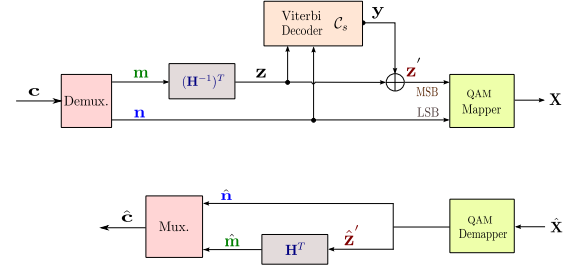 Viterbi
Decoder 𝒞ₛ
y
m
(H⁻¹)ᵀ
z
z′
c
Demux.
MSB
QAM
Mapper
X
n
LSB
n̂
ĉ
Mux.
m̂
Hᵀ
ẑ′
QAM
Demapper
X̂